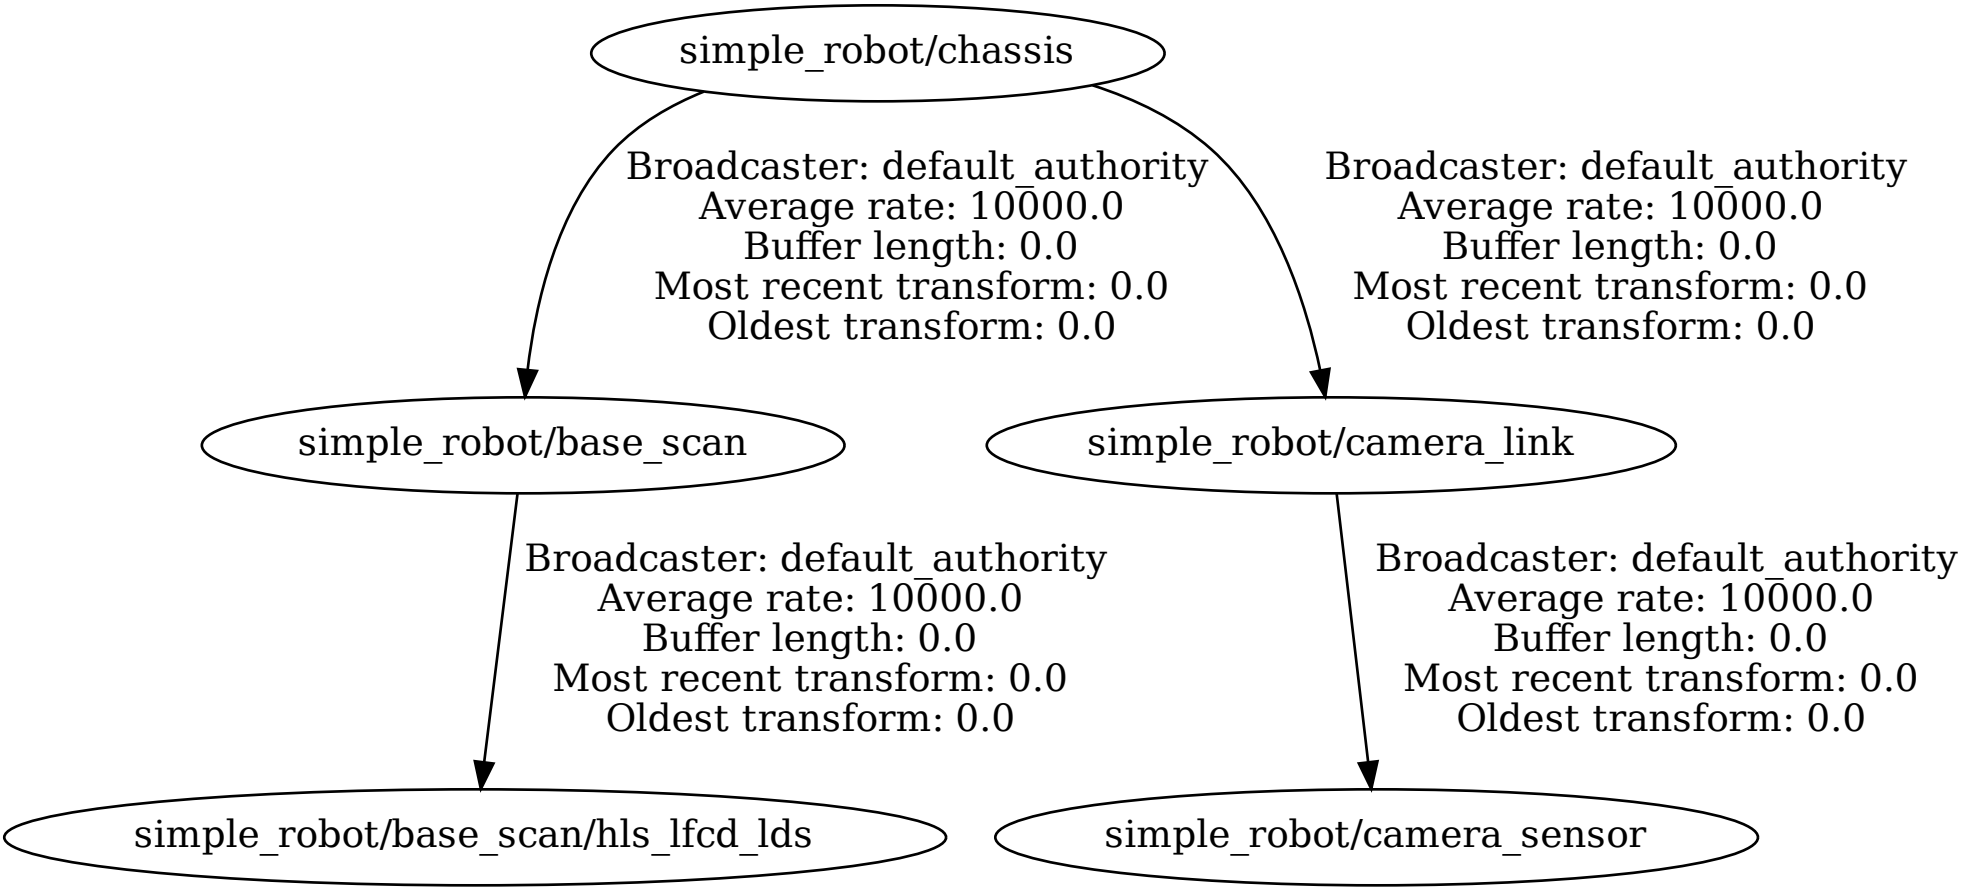 simple_robot/chassis
Broadcaster: default_authority
Average rate: 10000.0
Buffer length: 0.0
Most recent transform: 0.0
Oldest transform: 0.0
Broadcaster: default_authority
Average rate: 10000.0
Buffer length: 0.0
Most recent transform: 0.0
Oldest transform: 0.0
simple_robot/base_scan
simple_robot/camera_link
Broadcaster: default_authority
Average rate: 10000.0
Buffer length: 0.0
Most recent transform: 0.0
Oldest transform: 0.0
Broadcaster: default_authority
Average rate: 10000.0
Buffer length: 0.0
Most recent transform: 0.0
Oldest transform: 0.0
simple_robot/base_scan/hls_lfcd_lds
simple_robot/camera_sensor